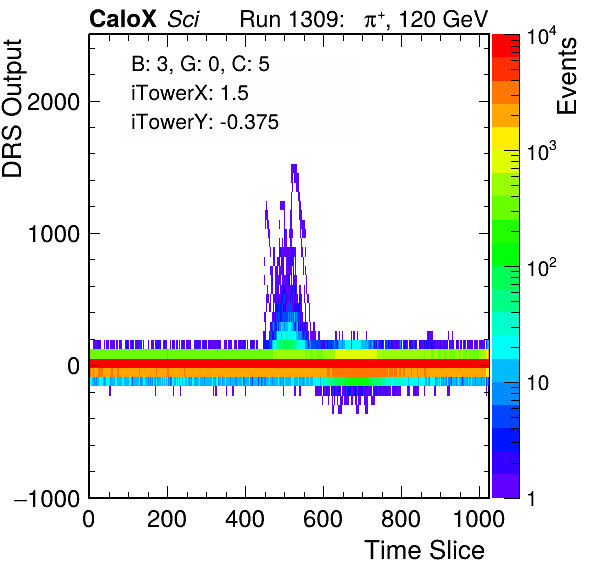 CaloX Sci Run 1309: π⁺, 120 GeV
B: 3, G: 0, C: 5
iTowerX: 1.5
iTowerY: -0.375
DRS Output
2000
1000
0
−1000
0 200 400 600 800 1000
Time Slice
10⁴
10³
10²
10
1
Events